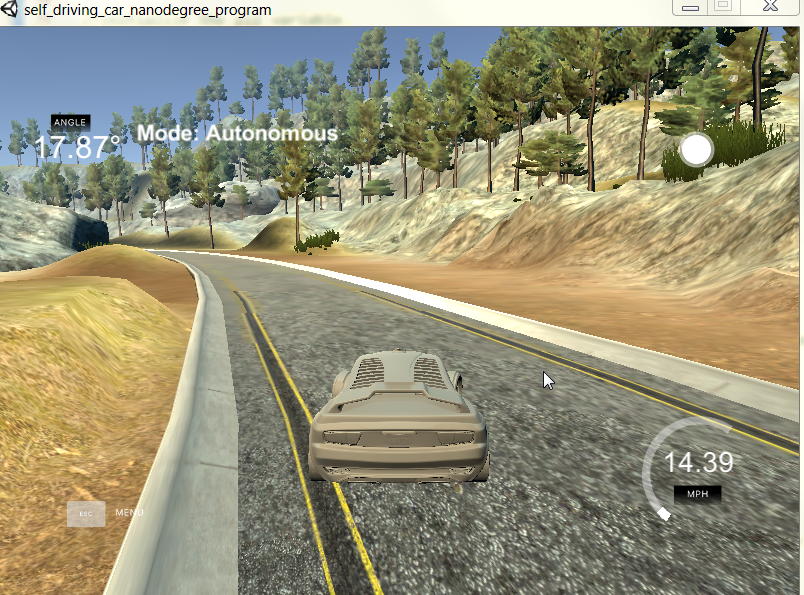 self_driving_car_nanodegree_program
ANGLE
17.87°
Mode: Autonomous
14.39
MPH
ESC
MENU